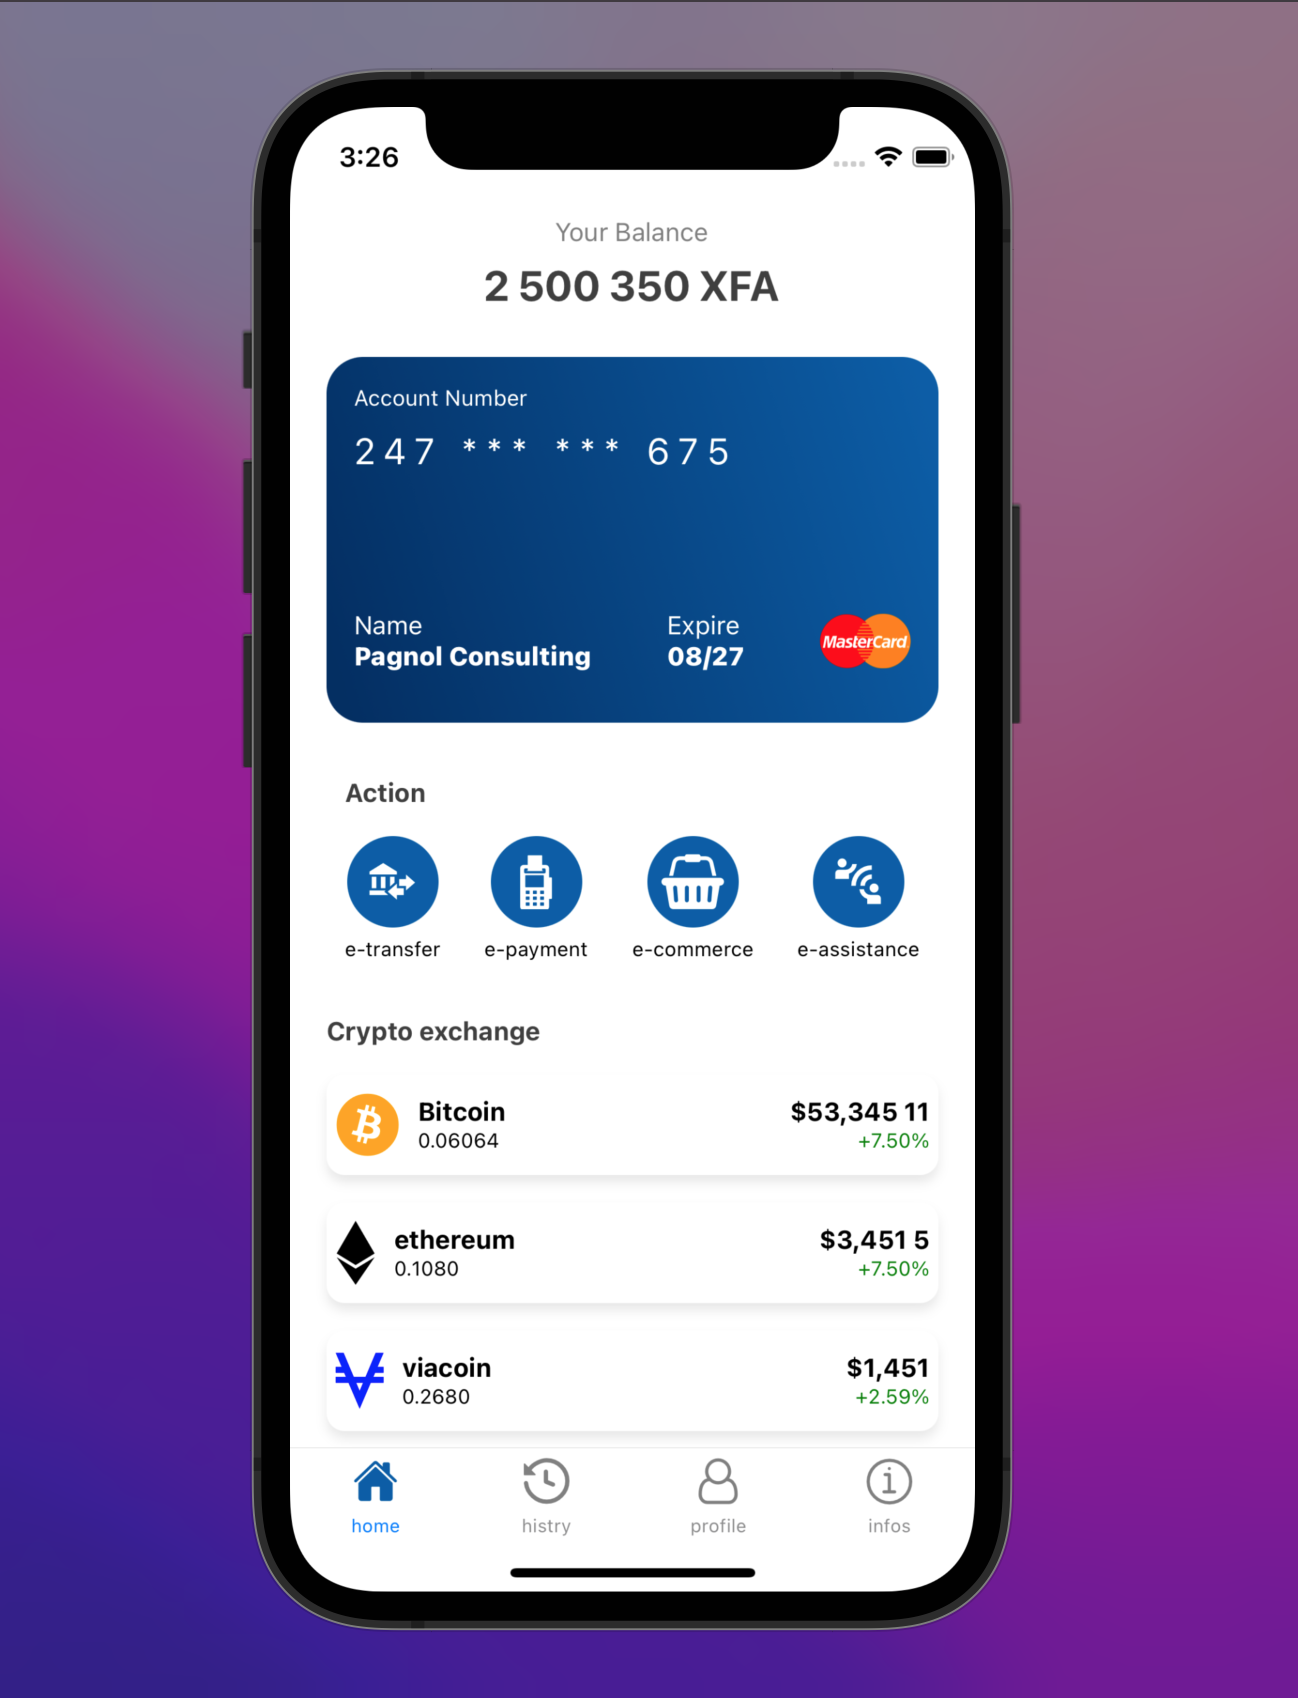 3:26
Your Balance
2 500 350 XFA
Account Number
247 *** *** 675
Name
Expire
Pagnol Consulting
08/27
MasterCard
Action
e-transfer
e-payment
e-commerce
e-assistance
Crypto exchange
Bitcoin
$53,345 11
0.06064
+7.50%
ethereum
$3,451 5
0.1080
+7.50%
viacoin
$1,451
0.2680
+2.59%
home
histry
profile
infos